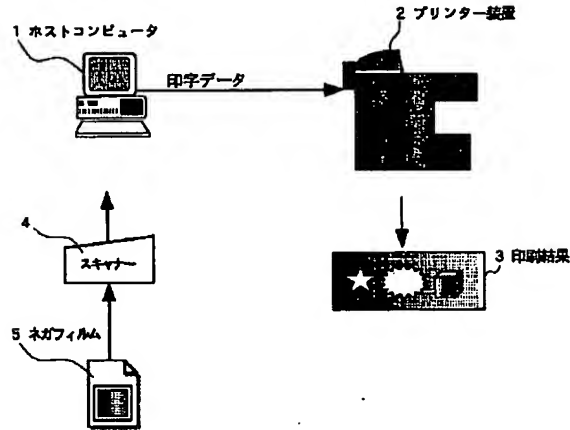 1 ホストコンピュータ
2 プリンター装置
印字データ
4
スキャナー
3 印刷結果
5 ネガフィルム